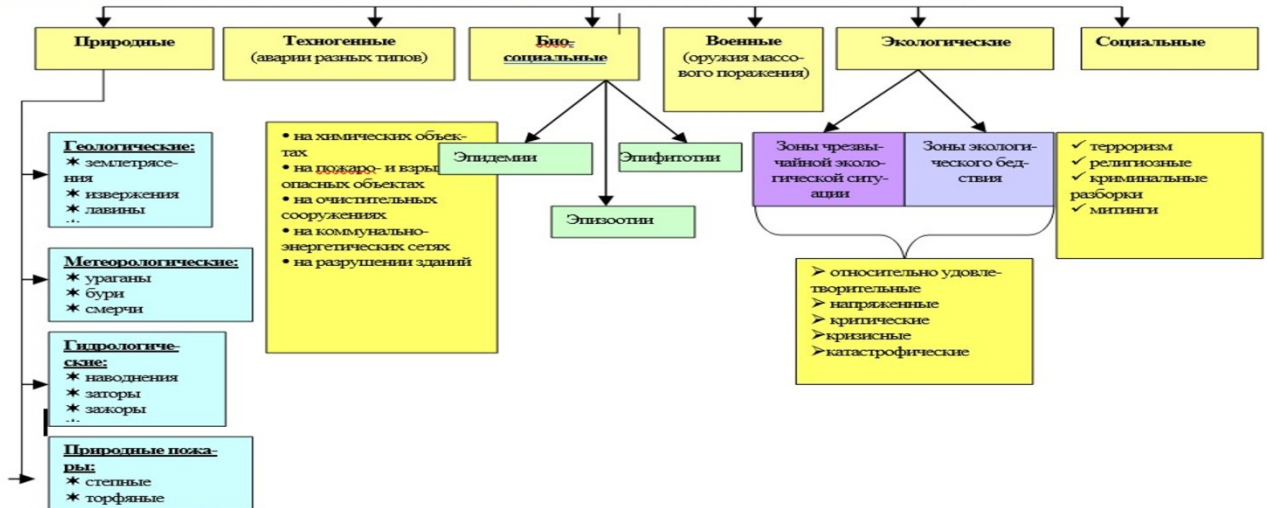 Природные
Техногенные
(аварии разных типов)
Био-
социальные
Военные
(оружия массо-
вого поражения)
Экологические
Социальные
Геологические:
✶ землетрясе-
ния
✶ извержения
✶ лавины
Метеорологические:
✶ ураганы
✶ бури
✶ смерчи
Гидрологиче-
ские:
✶ наводнения
✶ заторы
✶ зажоры
Природные пожа-
ры:
✶ степные
✶ торфяные
• на химических объек-
тах
• на пожаро- и взры
опасных объектах
• на очистительных
сооружениях
• на коммунально-
энергетических сетях
• на разрушении зданий
Эпидемии
Эпифитотии
Эпизоотии
Зоны чрезвы-
чайной эколо-
гической ситу-
ации
Зоны экологи-
ческого бед-
ствия
➢ относительно удовле-
творительные
➢ напряженные
➢ критические
➢кризисные
➢катастрофические
✓ терроризм
✓ религиозные
✓ криминальные
разборки
✓ митинги